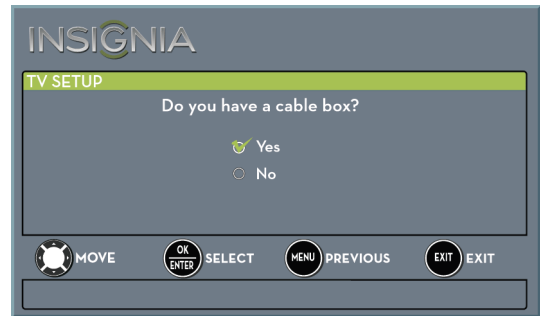 INSIGNIA
TV SETUP
Do you have a cable box?
Yes
No
MOVE OK ENTER SELECT MENU PREVIOUS EXIT EXIT